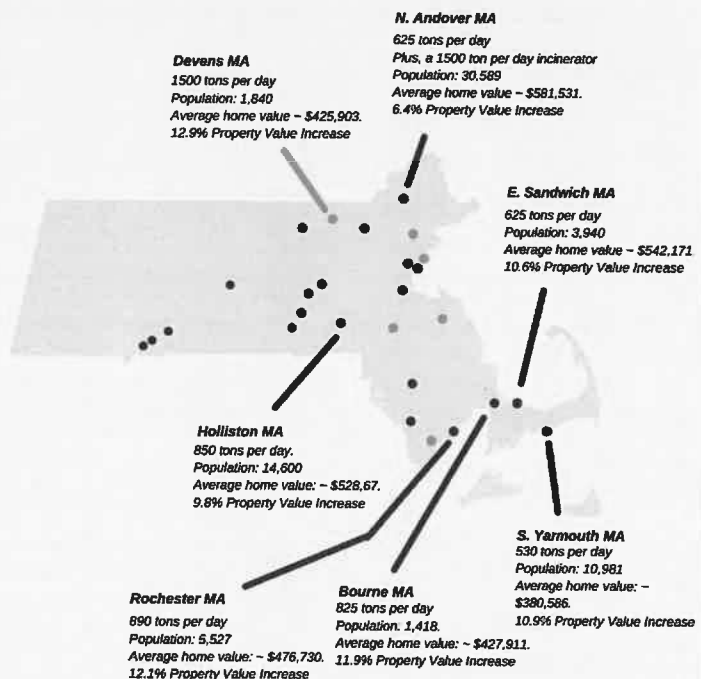 N. Andover MA
625 tons per day
Plus, a 1500 ton per day incinerator
Population: 30,589
Average home value ~ $581,531.
6.4% Property Value Increase
Devens MA
1500 tons per day
Population: 1,840
Average home value ~ $425,903.
12.9% Property Value Increase
E. Sandwich MA
625 tons per day
Population: 3,940
Average home value ~ $542,171
10.6% Property Value Increase
Holliston MA
850 tons per day.
Population: 14,600
Average home value: ~ $528,67.
9.8% Property Value Increase
S. Yarmouth MA
530 tons per day
Population: 10,981
Average home value: ~
$380,586.
10.9% Property Value Increase
Rochester MA
890 tons per day
Population: 5,527
Average home value: ~ $476,730.
12.1% Property Value Increase
Bourne MA
825 tons per day
Population: 1,418.
Average home value: ~ $427,911.
11.9% Property Value Increase